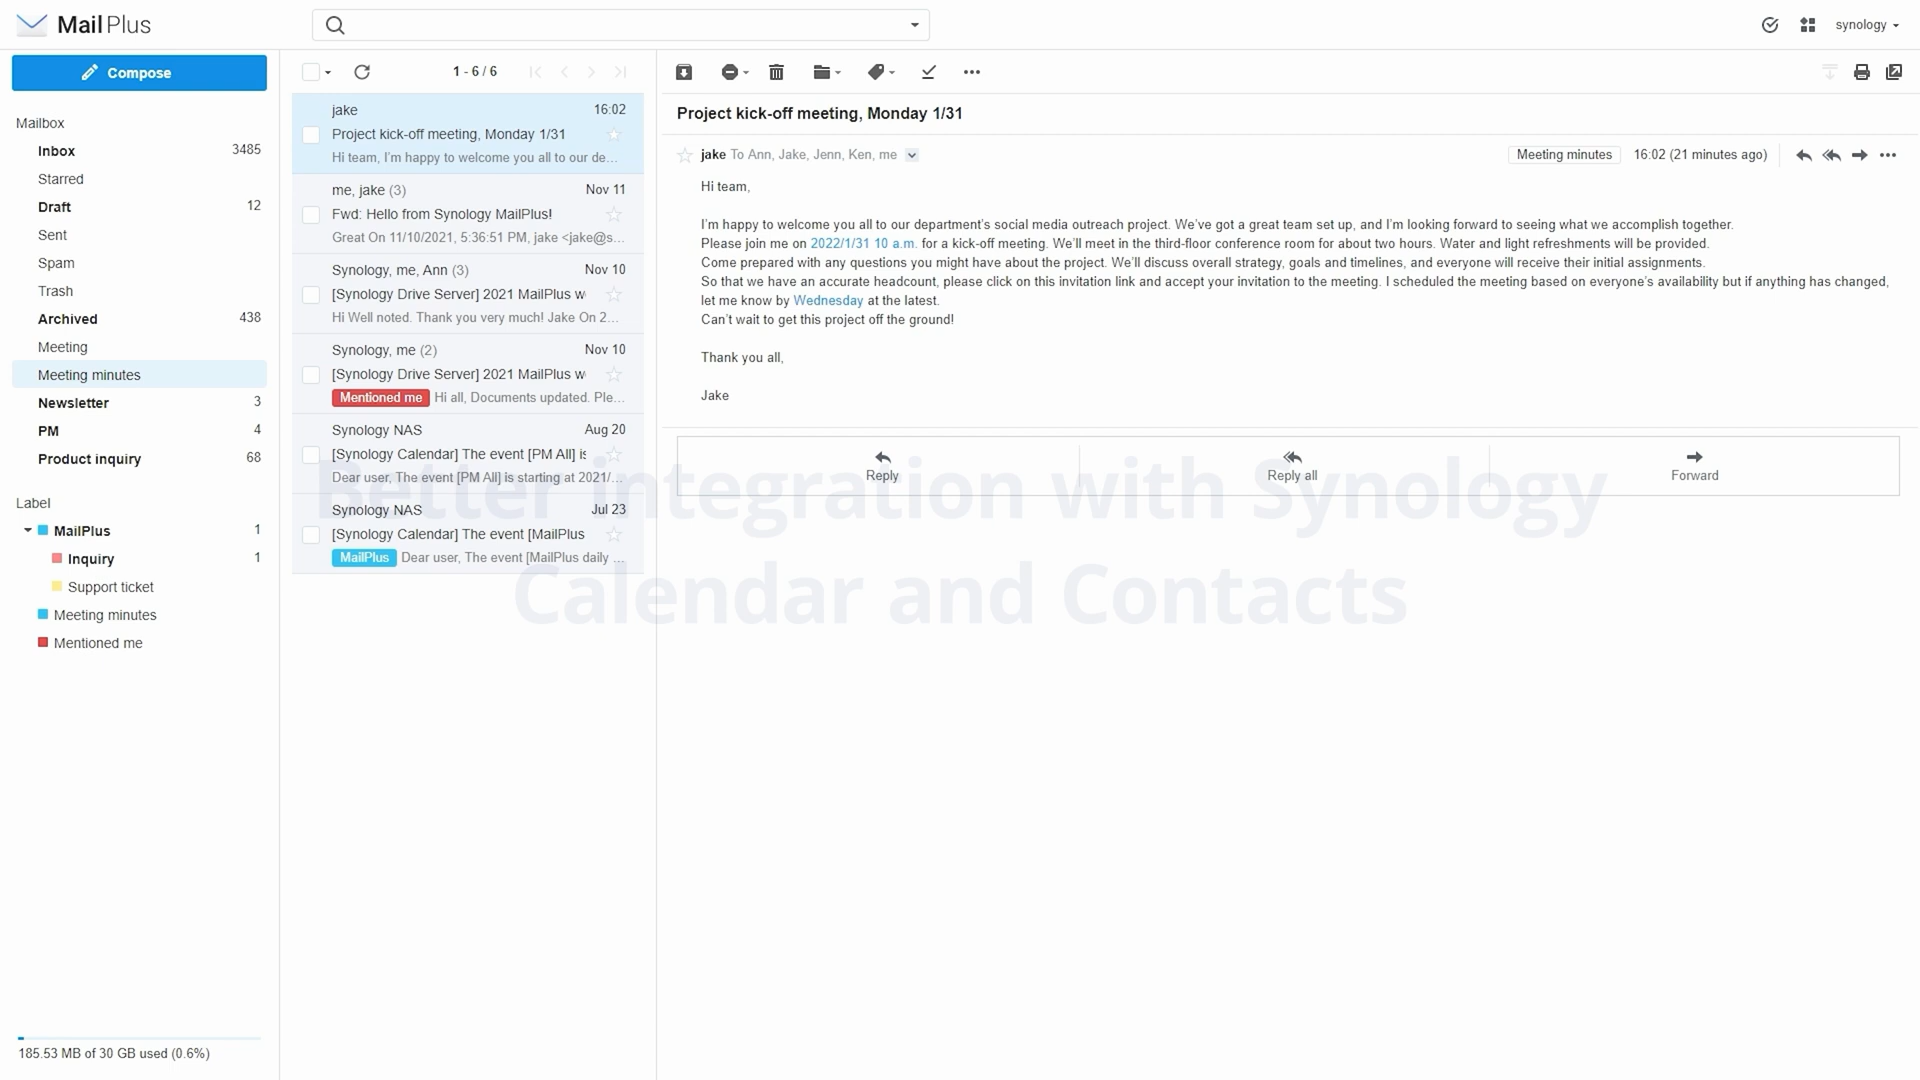 MailPlus
synology
Compose
1 - 6 / 6
Mailbox
Inbox 3485
Starred
Draft 12
Sent
Spam
Trash
Archived 438
Meeting
Meeting minutes
Newsletter 3
PM 4
Product inquiry 68
Label
MailPlus 1
Inquiry 1
Support ticket
Meeting minutes
Mentioned me
185.53 MB of 30 GB used (0.6%)
jake 16:02
Project kick-off meeting, Monday 1/31
Hi team, I'm happy to welcome you all to our de...
me, jake (3) Nov 11
Fwd: Hello from Synology MailPlus!
Great On 11/10/2021, 5:36:51 PM, jake <jake@s...
Synology, me, Ann (3) Nov 10
[Synology Drive Server] 2021 MailPlus w
Hi Well noted. Thank you very much! Jake On 2...
Synology, me (2) Nov 10
[Synology Drive Server] 2021 MailPlus w
Mentioned me Hi all, Documents updated. Ple...
Synology NAS Aug 20
[Synology Calendar] The event [PM All] is
Dear user, The event [PM All] is starting at 2021/...
Synology NAS Jul 23
[Synology Calendar] The event [MailPlus
MailPlus Dear user, The event [MailPlus daily ...
Project kick-off meeting, Monday 1/31
jake To Ann, Jake, Jenn, Ken, me Meeting minutes 16:02 (21 minutes ago)
Hi team,
I'm happy to welcome you all to our department's social media outreach project. We've got a great team set up, and I'm looking forward to seeing what we accomplish together.
Please join me on 2022/1/31 10 a.m. for a kick-off meeting. We'll meet in the third-floor conference room for about two hours. Water and light refreshments will be provided.
Come prepared with any questions you might have about the project. We'll discuss overall strategy, goals and timelines, and everyone will receive their initial assignments.
So that we have an accurate headcount, please click on this invitation link and accept your invitation to the meeting. I scheduled the meeting based on everyone's availability but if anything has changed,
let me know by Wednesday at the latest.
Can't wait to get this project off the ground!
Thank you all,
Jake
Reply Reply all Forward
Better integration with Synology
Calendar and Contacts